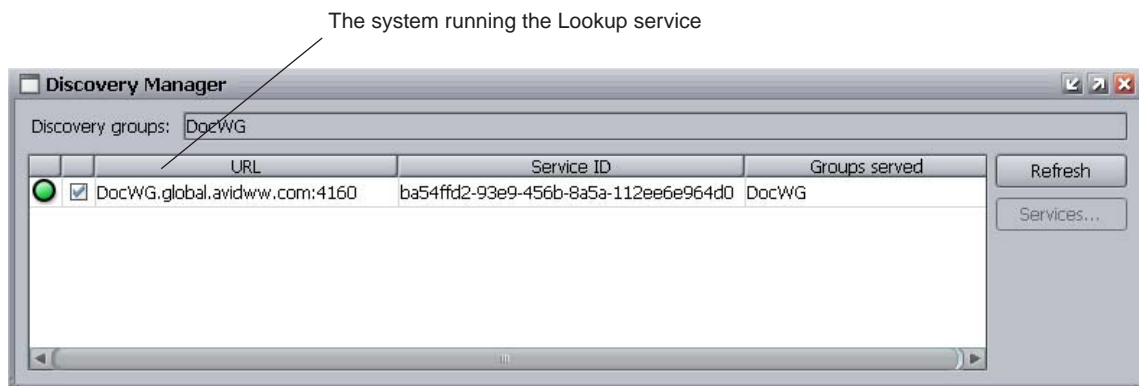 The system running the Lookup service
Discovery Manager
Discovery groups: DocWG
URL Service ID Groups served Refresh
DocWG.global.avidww.com:4160 ba54ffd2-93e9-456b-8a5a-112ee6e964d0 DocWG
Services...